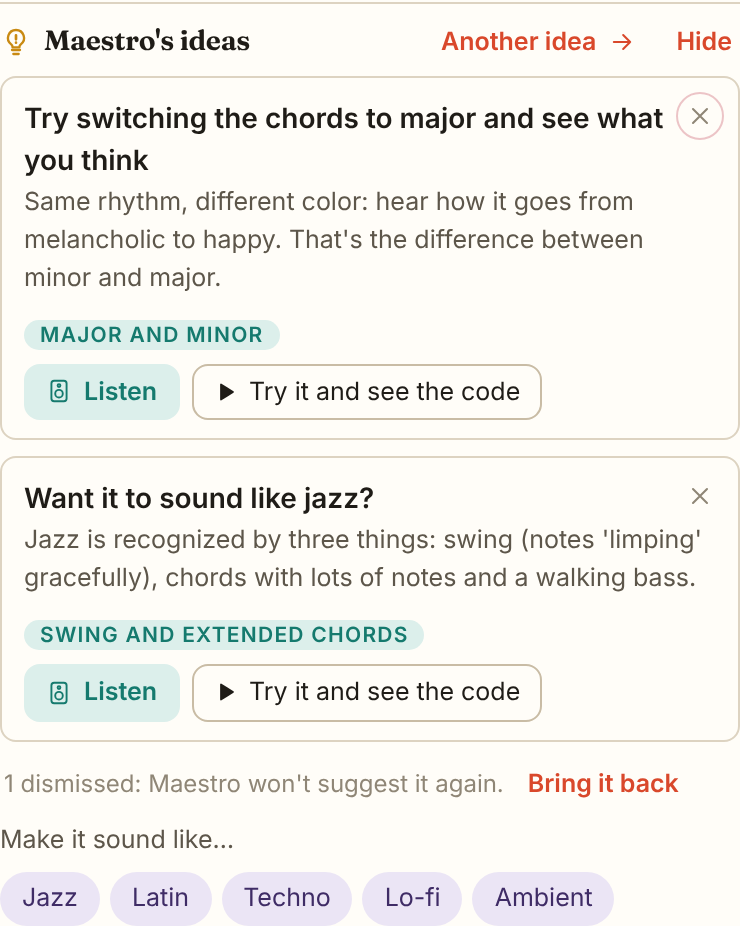 Maestro's ideas
Another idea →
Hide
Try switching the chords to major and see what
you think
Same rhythm, different color: hear how it goes from
melancholic to happy. That's the difference between
minor and major.
MAJOR AND MINOR
Listen
Try it and see the code
Want it to sound like jazz?
Jazz is recognized by three things: swing (notes 'limping'
gracefully), chords with lots of notes and a walking bass.
SWING AND EXTENDED CHORDS
Listen
Try it and see the code
1 dismissed: Maestro won't suggest it again.
Bring it back
Make it sound like...
Jazz
Latin
Techno
Lo-fi
Ambient